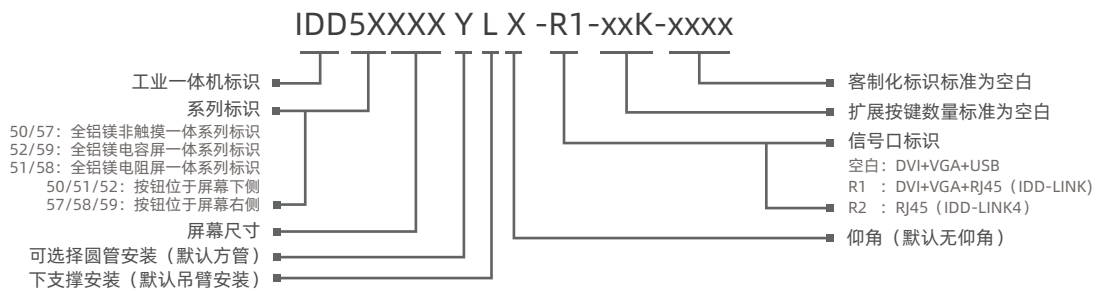 IDD5XXXX Y L X -R1-xxK-xxxx
工业一体机标识
系列标识
50/57：全铝镁非触摸一体系列标识
52/59：全铝镁电容屏一体系列标识
51/58：全铝镁电阻屏一体系列标识
50/51/52：按钮位于屏幕下侧
57/58/59：按钮位于屏幕右侧
屏幕尺寸
可选择圆管安装（默认方管）
下支撑安装（默认吊臂安装）
客制化标识标准为空白
扩展按键数量标准为空白
信号口标识
空白：DVI+VGA+USB
R1 ：DVI+VGA+RJ45（IDD-LINK）
R2 ：RJ45（IDD-LINK4）
仰角（默认无仰角）